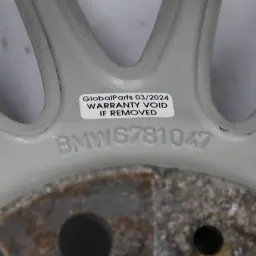 GlobalParts 03/2024
WARRANTY VOID
IF REMOVED
BMW6781047